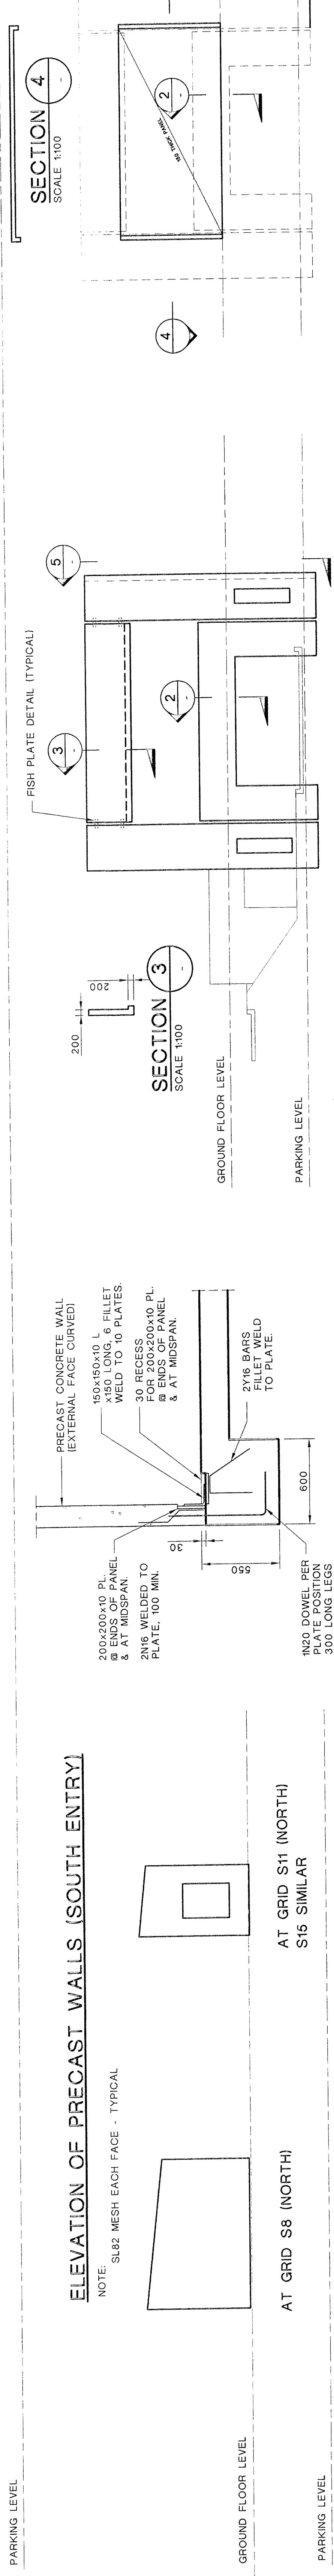 PARKING LEVEL
ELEVATION OF PRECAST WALLS (SOUTH ENTRY)
NOTE:
SL82 MESH EACH FACE - TYPICAL
AT GRID S8 (NORTH)
AT GRID S11 (NORTH)
S15 SIMILAR
GROUND FLOOR LEVEL
PARKING LEVEL
PRECAST CONCRETE WALL
(EXTERNAL FACE CURVED)
200x200x10 PL.
@ ENDS OF PANEL
& AT MIDSPAN.
2N16 WELDED TO
PLATE, 100 MIN.
150x150x10 L
x150 LONG, 6 FILLET
WELD TO 10 PLATES.
30 RECESS
FOR 200x200x10 PL.
@ ENDS OF PANEL
& AT MIDSPAN.
30
550
2Y16 BARS
FILLET WELD
TO PLATE.
600
1N20 DOWEL PER
PLATE POSITION
300 LONG LEGS
FISH PLATE DETAIL (TYPICAL)
200
200
SECTION 3
-
SCALE 1:100
GROUND FLOOR LEVEL
PARKING LEVEL
3
-
5
-
2
-
SECTION 4
-
SCALE 1:100
4
-
2
-
150 THICK PANEL